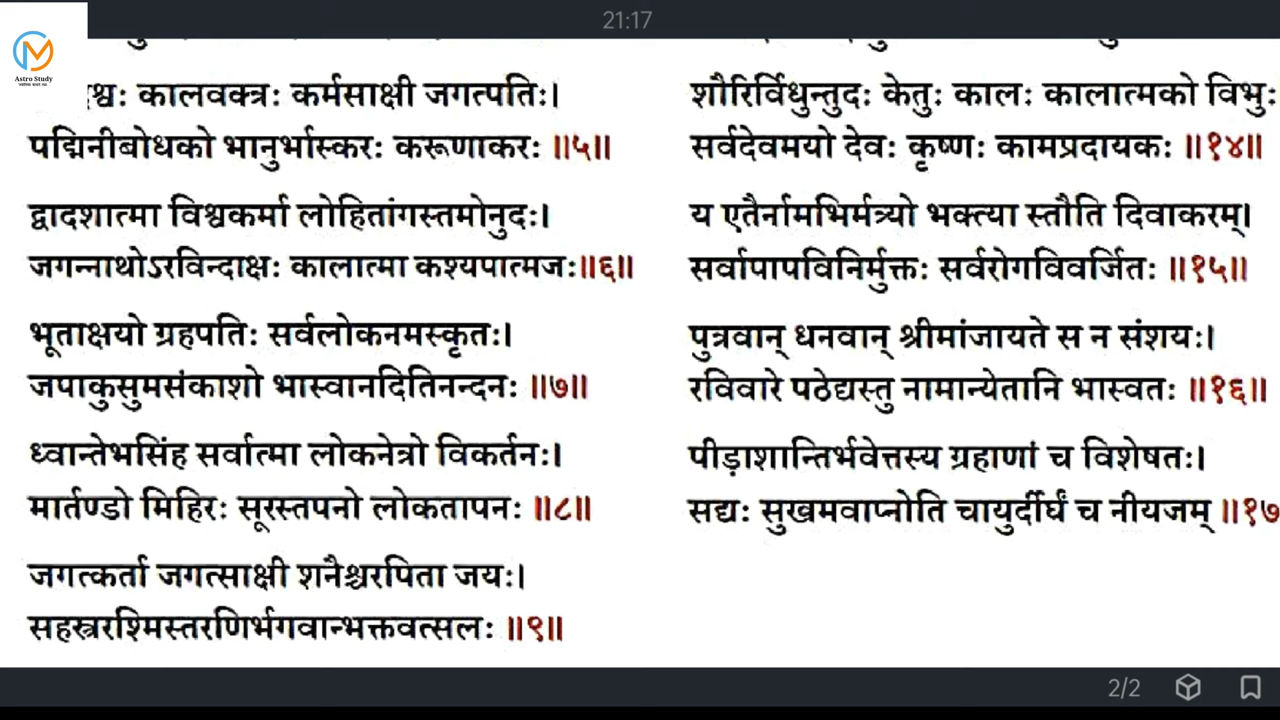 21:17
Astro Study
कालवक्त्रः कर्मसाक्षी जगत्पतिः।
पद्मिनीबोधको भानुर्भास्करः करूणाकरः ॥५॥
द्वादशात्मा विश्वकर्मा लोहितांगस्तमोनुदः।
जगन्नाथोऽरविन्दाक्षः कालात्मा कश्यपात्मजः॥६॥
भूताक्षयो ग्रहपतिः सर्वलोकनमस्कृतः।
जपाकुसुमसंकाशो भास्वानदितिनन्दनः ॥७॥
ध्वान्तेभसिंह सर्वात्मा लोकनेत्रो विकर्तनः।
मार्तण्डो मिहिरः सूरस्तपनो लोकतापनः ॥८॥
जगत्कर्ता जगत्साक्षी शनैश्चरपिता जयः।
सहस्त्ररश्मिस्तरणिर्भगवान्भक्तवत्सलः ॥९॥
शौरिर्विधुन्तुदः केतुः कालः कालात्मको विभुः
सर्वदेवमयो देवः कृष्णः कामप्रदायकः ॥१४॥
य एतैर्नामभिर्मत्र्यो भक्त्या स्तौति दिवाकरम्।
सर्वापापविनिर्मुक्तः सर्वरोगविवर्जितः ॥१५॥
पुत्रवान् धनवान् श्रीमांजायते स न संशयः।
रविवारे पठेद्यस्तु नामान्येतानि भास्वतः ॥१६॥
पीड़ाशान्तिर्भवेत्तस्य ग्रहाणां च विशेषतः।
सद्यः सुखमवाप्नोति चायुर्दीर्घं च नीयजम् ॥१७
2/2